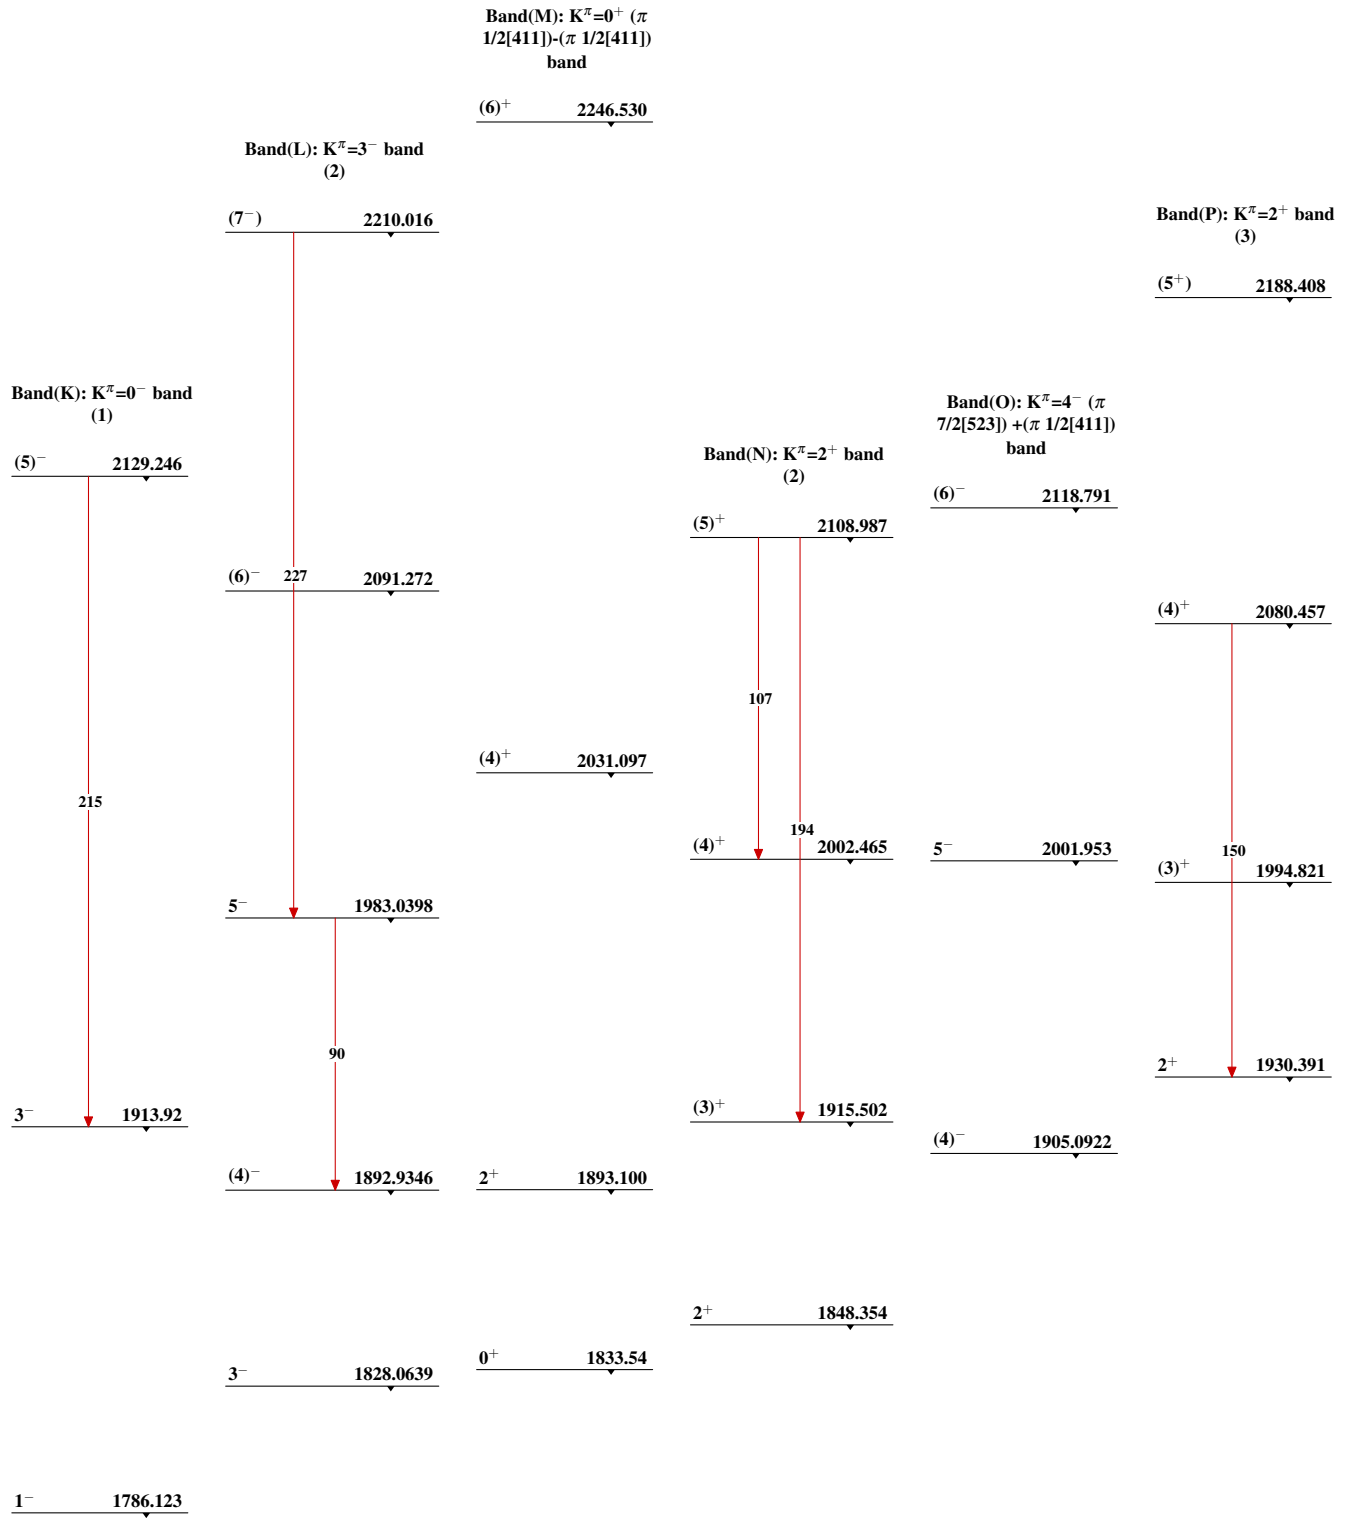 Band(K): Kπ=0− band
(1)
(5)− 2129.246
215
3− 1913.92
1− 1786.123
Band(L): Kπ=3− band
(2)
(7−) 2210.016
(6)− 227 2091.272
5− 1983.0398
90
(4)− 1892.9346
3− 1828.0639
Band(M): Kπ=0+ (π
1/2[411])-(π 1/2[411])
band
(6)+ 2246.530
(4)+ 2031.097
2+ 1893.100
0+ 1833.54
Band(N): Kπ=2+ band
(2)
(5)+ 2108.987
107
194
(4)+ 2002.465
(3)+ 1915.502
2+ 1848.354
Band(O): Kπ=4− (π
7/2[523]) +(π 1/2[411])
band
(6)− 2118.791
5− 2001.953
(4)− 1905.0922
Band(P): Kπ=2+ band
(3)
(5+) 2188.408
(4)+ 2080.457
150
(3)+ 1994.821
2+ 1930.391